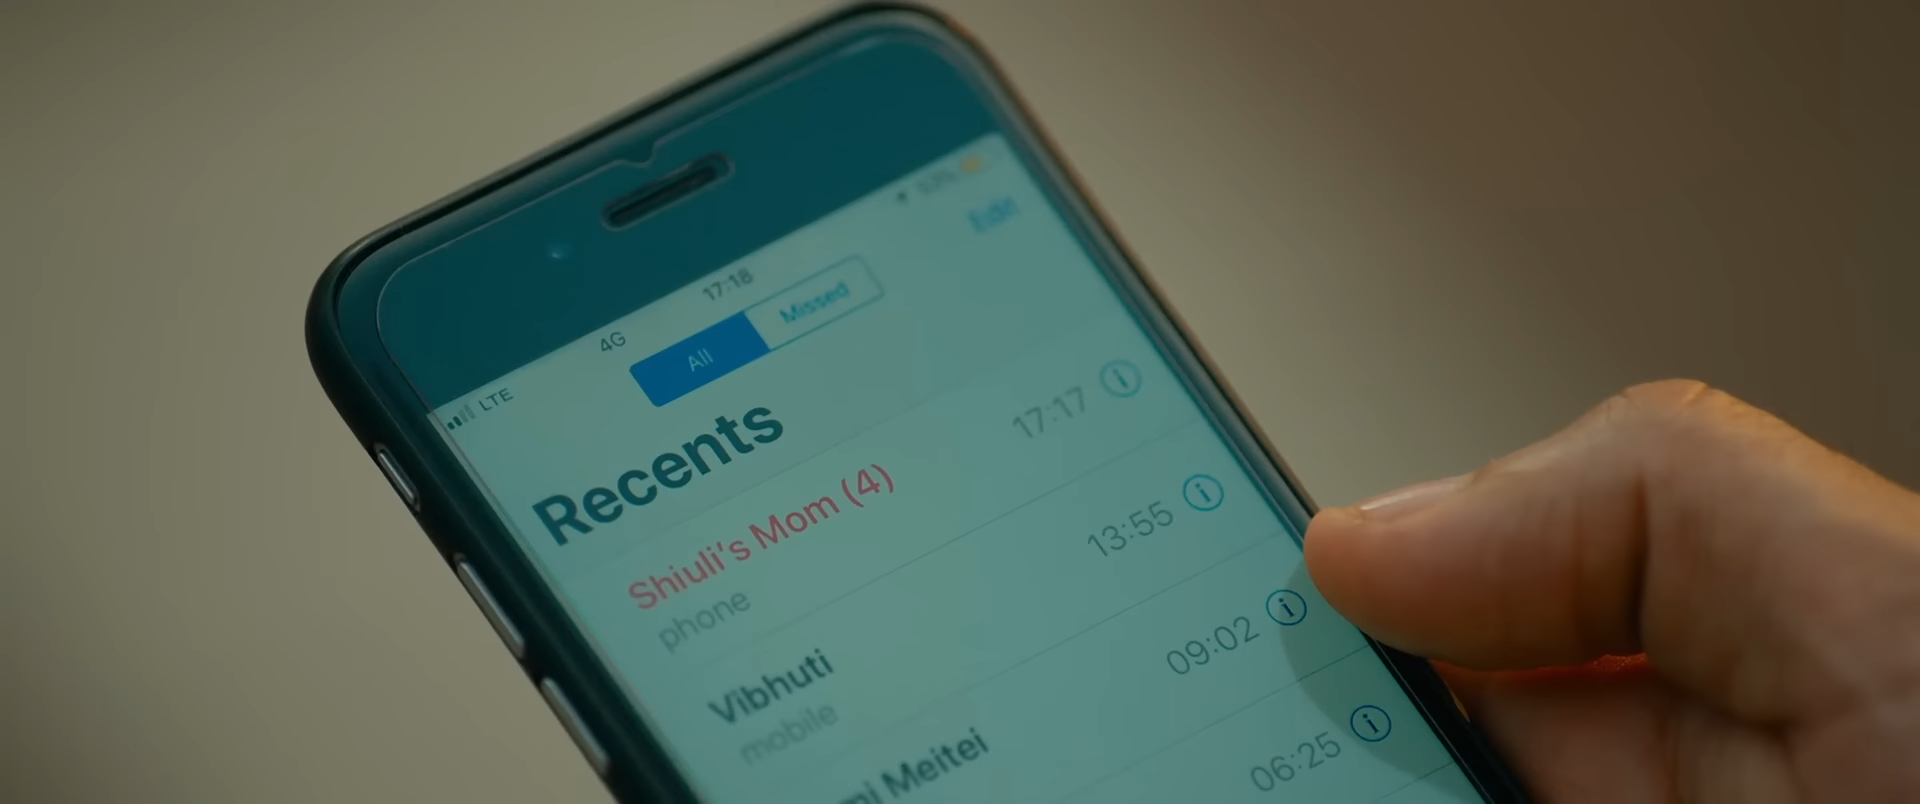 LTE 4G 17:18
Edit
All Missed
Recents
Shiuli's Mom (4) 17:17
phone
Vibhuti 13:55
mobile
Meitei 09:02
06:25